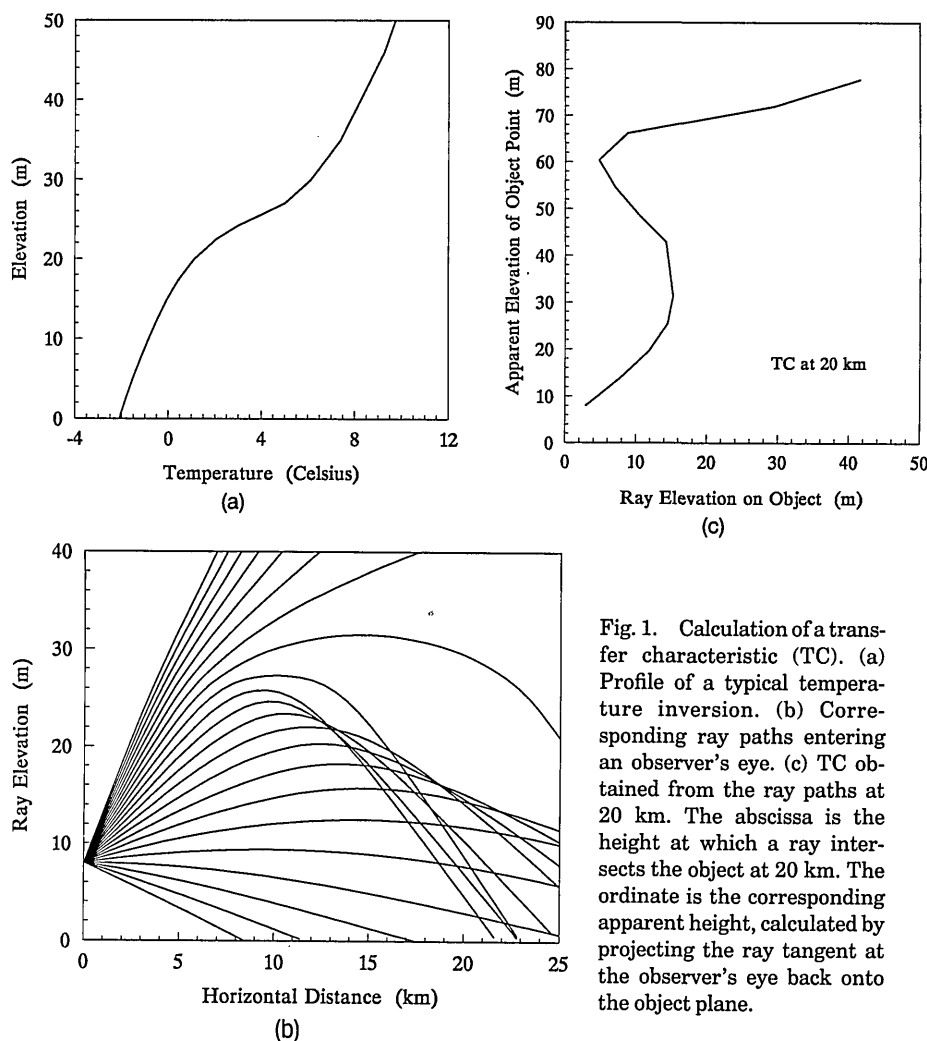 50
40
30
20
10
0
Elevation (m)
-4 0 4 8 12
Temperature (Celsius)
(a)
90
80
70
60
50
40
30
20
10
0
Apparent Elevation of Object Point (m)
TC at 20 km
0 10 20 30 40 50
Ray Elevation on Object (m)
(c)
40
30
20
10
0
Ray Elevation (m)
0 5 10 15 20 25
Horizontal Distance (km)
(b)
Fig. 1. Calculation of a trans-
fer characteristic (TC). (a)
Profile of a typical tempera-
ture inversion. (b) Corre-
sponding ray paths entering
an observer's eye. (c) TC ob-
tained from the ray paths at
20 km. The abscissa is the
height at which a ray inter-
sects the object at 20 km. The
ordinate is the corresponding
apparent height, calculated by
projecting the ray tangent at
the observer's eye back onto
the object plane.